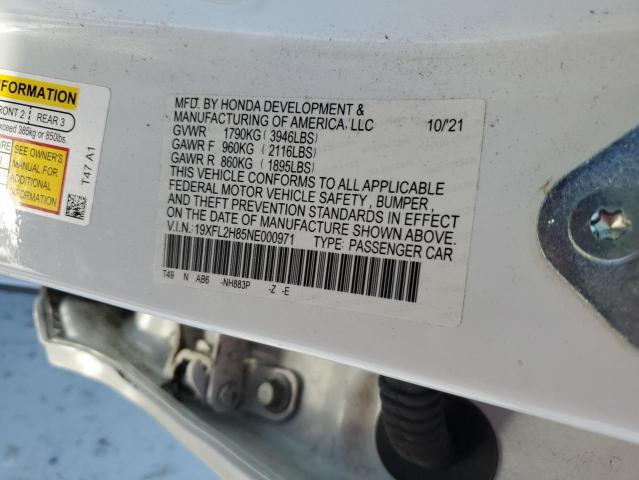 FORMATION
RONT 2 REAR 3
xceed 385kg or 850lbs.
SEE OWNER'S
MANUAL FOR
ADDITIONAL
INFORMATION
T47 A1
MFD. BY HONDA DEVELOPMENT &
MANUFACTURING OF AMERICA, LLC 10/21
GVWR 1790KG (3946LBS)
GAWR F 960KG (2116LBS)
GAWR R 860KG (1895LBS)
THIS VEHICLE CONFORMS TO ALL APPLICABLE
FEDERAL MOTOR VEHICLE SAFETY, BUMPER,
AND THEFT PREVENTION STANDARDS IN EFFECT
ON THE DATE OF MANUFACTURE SHOWN ABOVE.
V.I.N.:19XFL2H85NE000971 TYPE: PASSENGER CAR
T49 N AB6 -NH883P -Z -E